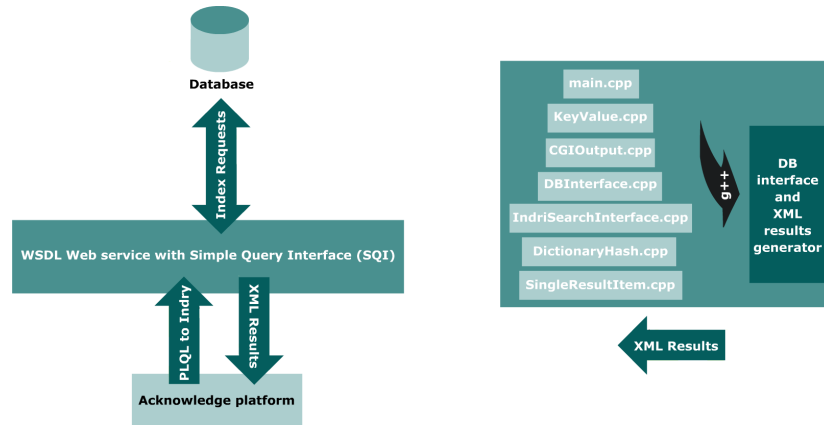 Database
Index Requests
WSDL Web service with Simple Query Interface (SQI)
PLQL to Indry
XML Results
Acknowledge platform
main.cpp
KeyValue.cpp
CGIOutput.cpp
DBInterface.cpp
IndriSearchInterface.cpp
DictionaryHash.cpp
SingleResultItem.cpp
g++
DB
interface
and
XML
results
generator
XML Results